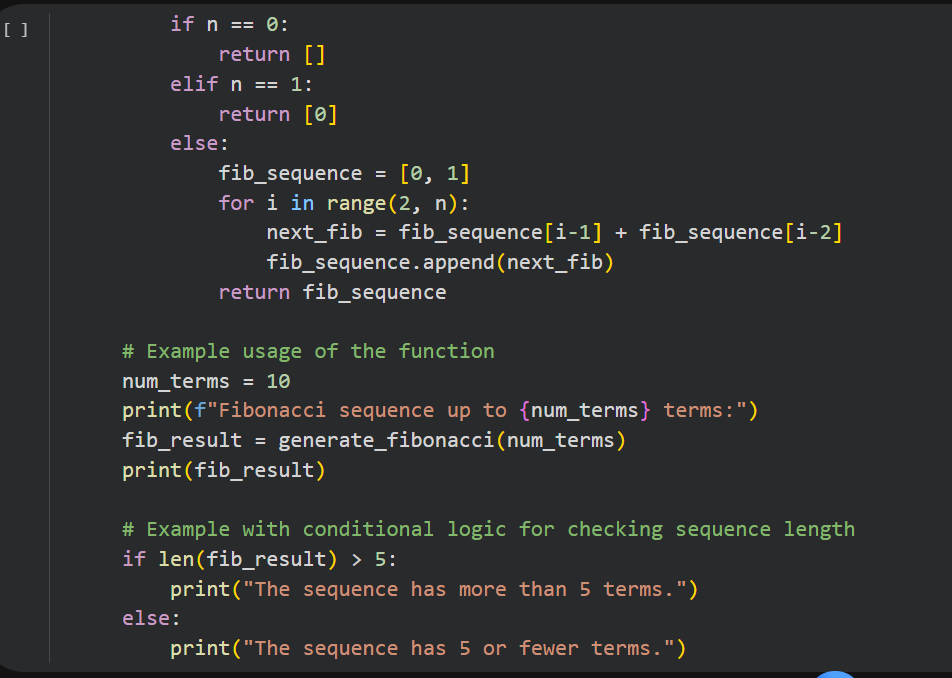 [ ]
if n == 0:
return []
elif n == 1:
return [0]
else:
fib_sequence = [0, 1]
for i in range(2, n):
next_fib = fib_sequence[i-1] + fib_sequence[i-2]
fib_sequence.append(next_fib)
return fib_sequence
# Example usage of the function
num_terms = 10
print(f"Fibonacci sequence up to {num_terms} terms:")
fib_result = generate_fibonacci(num_terms)
print(fib_result)
# Example with conditional logic for checking sequence length
if len(fib_result) > 5:
print("The sequence has more than 5 terms.")
else:
print("The sequence has 5 or fewer terms.")